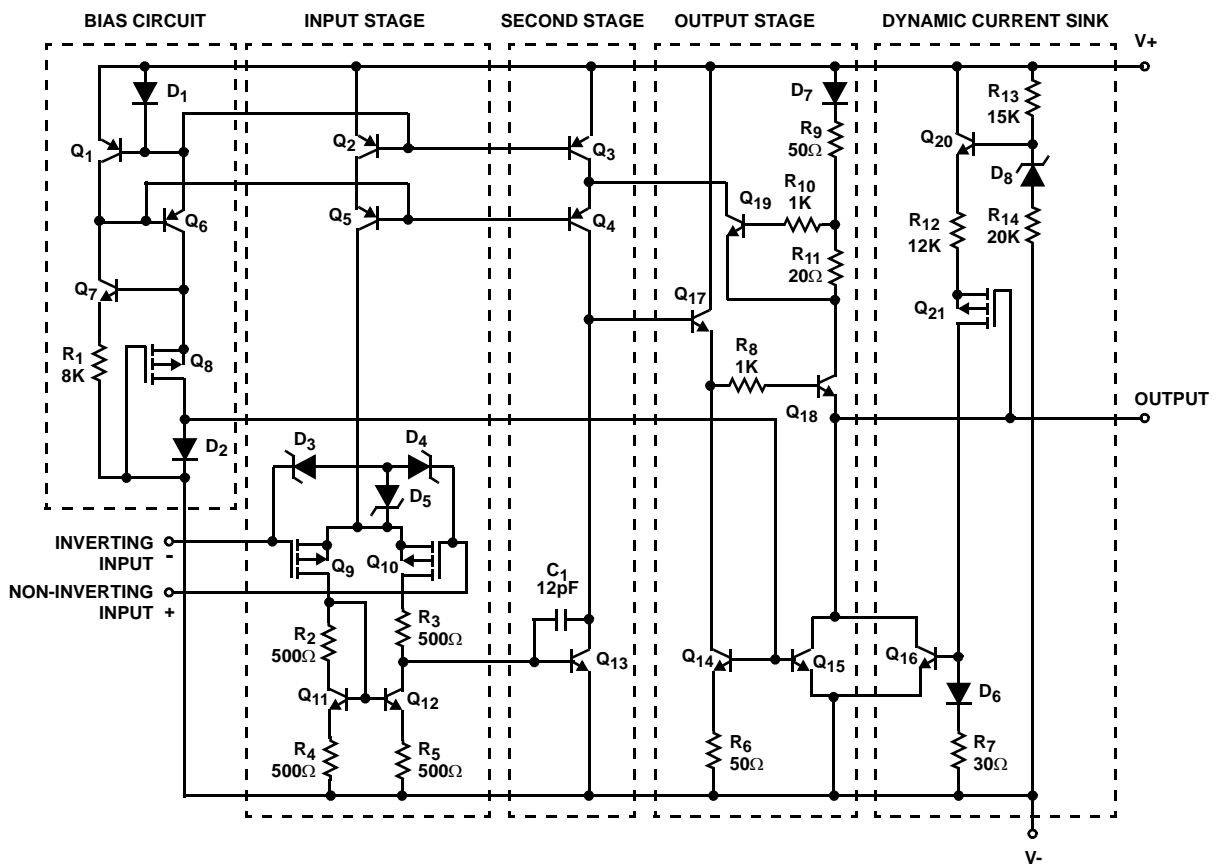 BIAS CIRCUIT
INPUT STAGE
SECOND STAGE
OUTPUT STAGE
DYNAMIC CURRENT SINK
V+
D1
D7
R13
15K
Q1
Q2
Q3
R9
50Ω
Q20
D8
Q6
Q5
Q4
Q19
R10
1K
R12
12K
R14
20K
R11
20Ω
Q7
Q17
Q21
R1
8K
Q8
R8
1K
Q18
OUTPUT
D2
D3
D4
D5
INVERTING
INPUT -
Q9
Q10
NON-INVERTING
INPUT +
C1
12pF
R2
500Ω
R3
500Ω
Q13
Q14
Q15
Q16
Q11
Q12
D6
R4
500Ω
R5
500Ω
R6
50Ω
R7
30Ω
V-